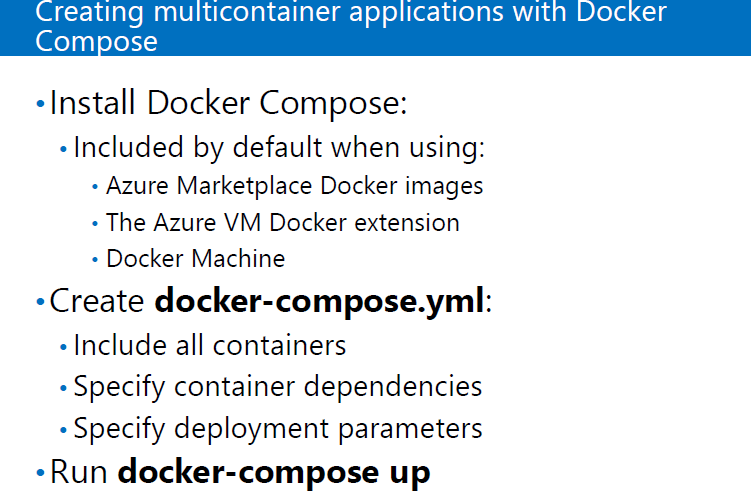 Creating multicontainer applications with Docker
Compose
•Install Docker Compose:
•Included by default when using:
•Azure Marketplace Docker images
•The Azure VM Docker extension
•Docker Machine
•Create docker-compose.yml:
•Include all containers
•Specify container dependencies
•Specify deployment parameters
•Run docker-compose up